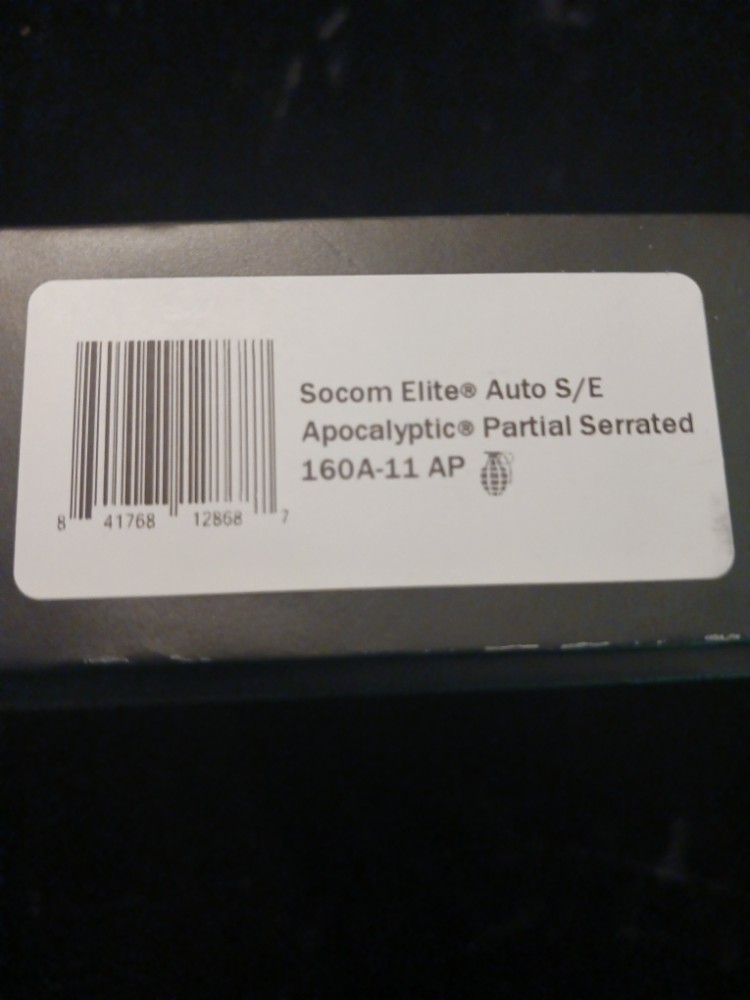 Socom Elite® Auto S/E
Apocalyptic® Partial Serrated
160A-11 AP
8 41768 12868 7